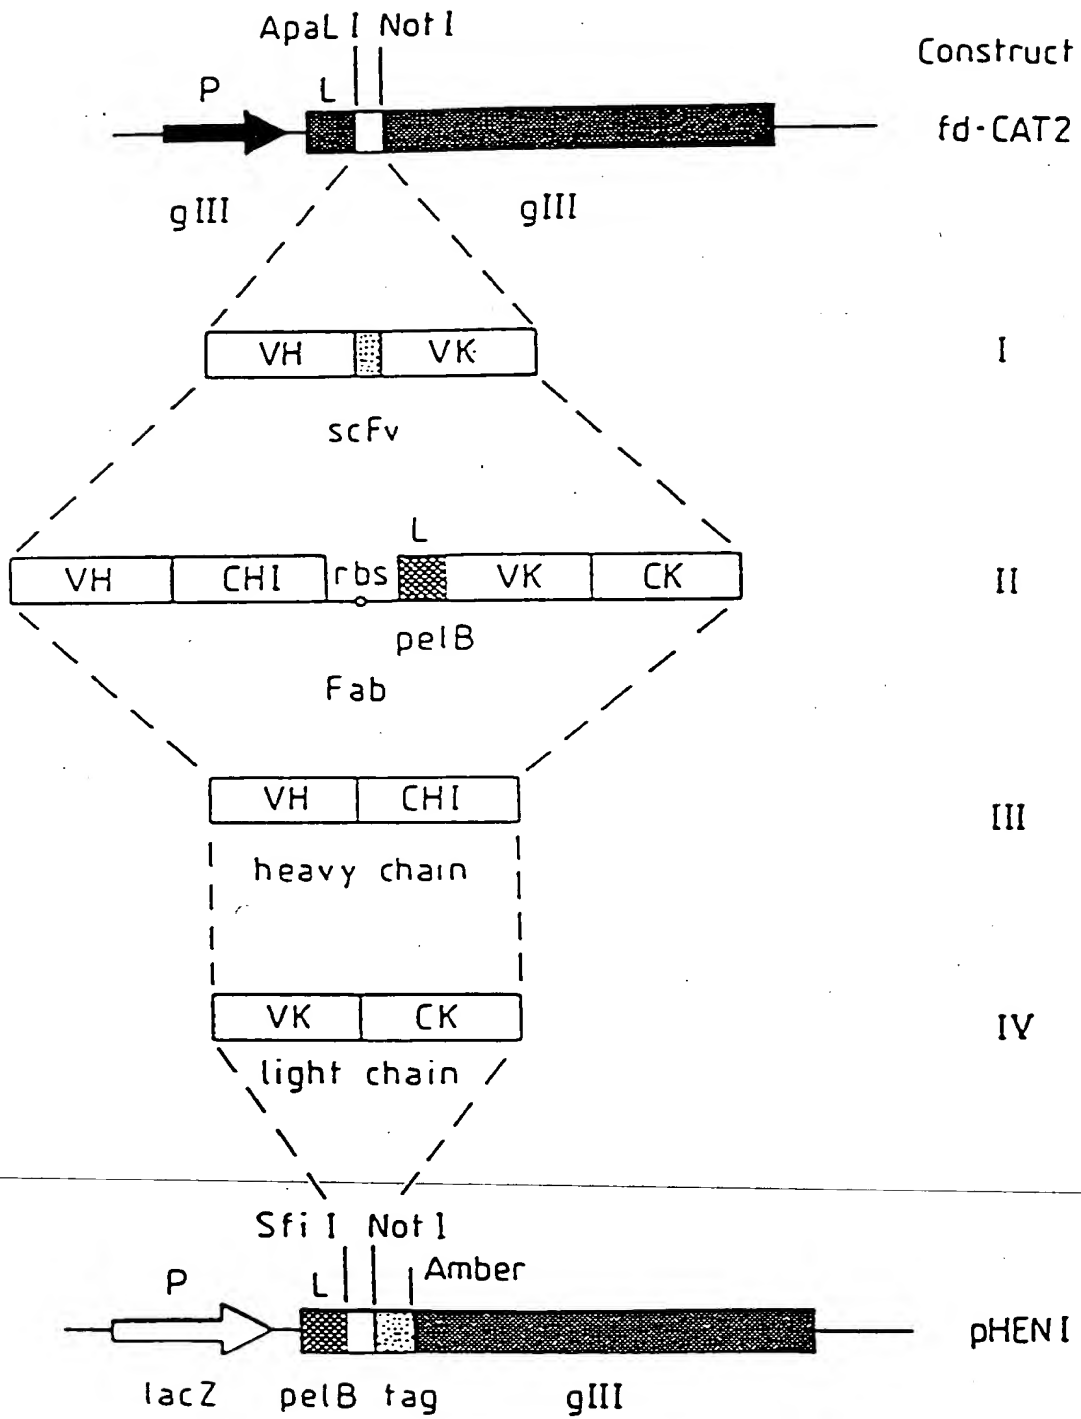 ApaL I Not I
Construct
P L
fd-CAT2
gIII gIII
VH VK
I
scFv
L
VH CHI rbs VK CK
II
pelB
Fab
VH CHI
III
heavy chain
VK CK
IV
light chain
Sfi I Not I
Amber
P L
pHEN I
lacZ pelB tag gIII